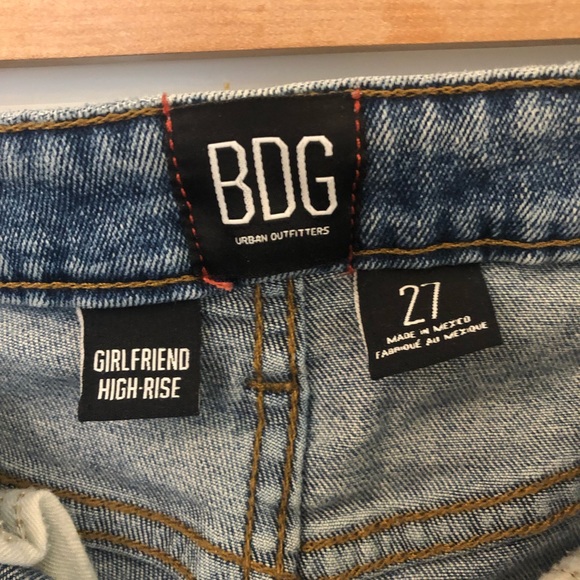 BDG
URBAN OUTFITTERS
GIRLFRIEND
HIGH-RISE
27
MADE IN MEXICO
FABRIQUÉ AU MEXIQUE